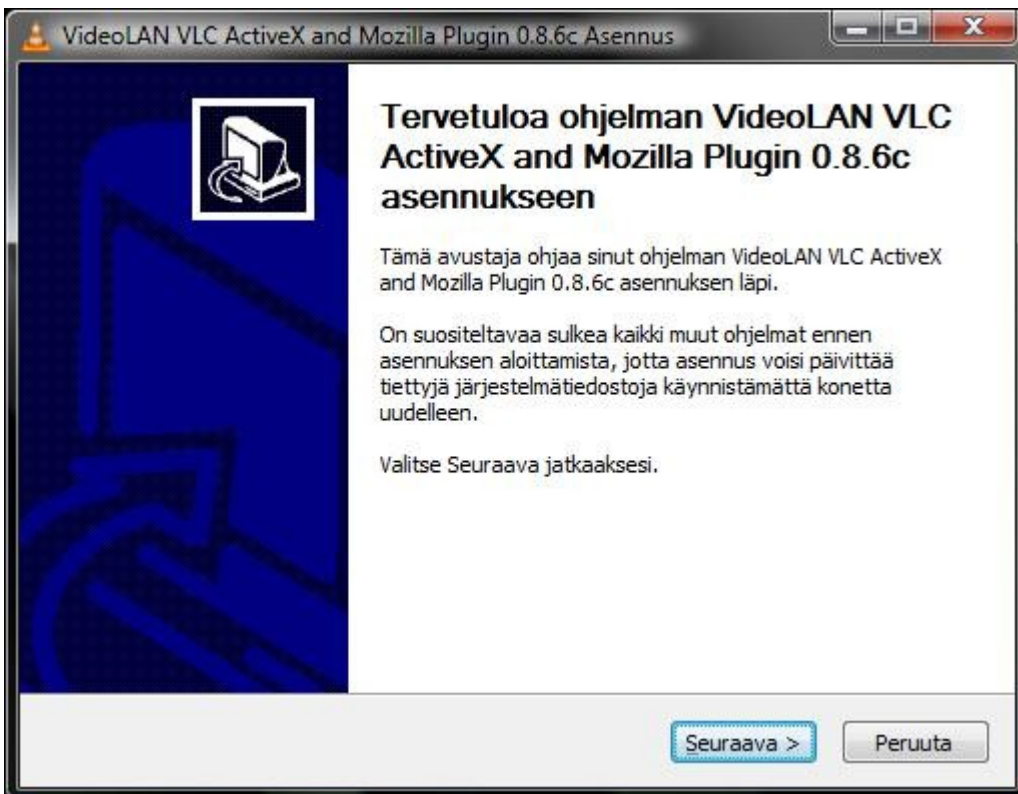 VideoLAN VLC ActiveX and Mozilla Plugin 0.8.6c Asennus
Tervetuloa ohjelman VideoLAN VLC
ActiveX and Mozilla Plugin 0.8.6c
asennukseen
Tämä avustaja ohjaa sinut ohjelman VideoLAN VLC ActiveX
and Mozilla Plugin 0.8.6c asennuksen läpi.
On suositeltavaa sulkea kaikki muut ohjelmat ennen
asennuksen aloittamista, jotta asennus voisi päivittää
tiettyjä järjestelmätiedostoja käynnistämättä konetta
uudelleen.
Valitse Seuraava jatkaaksesi.
Seuraava >
Peruuta